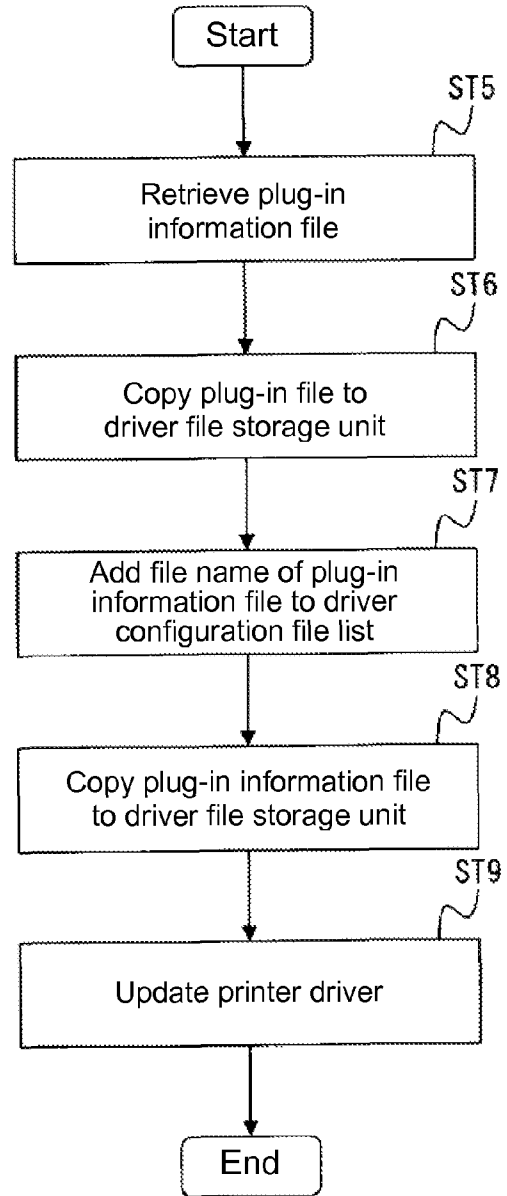 Start
ST5
Retrieve plug-in
information file
ST6
Copy plug-in file to
driver file storage unit
ST7
Add file name of plug-in
information file to driver
configuration file list
ST8
Copy plug-in information file
to driver file storage unit
ST9
Update printer driver
End